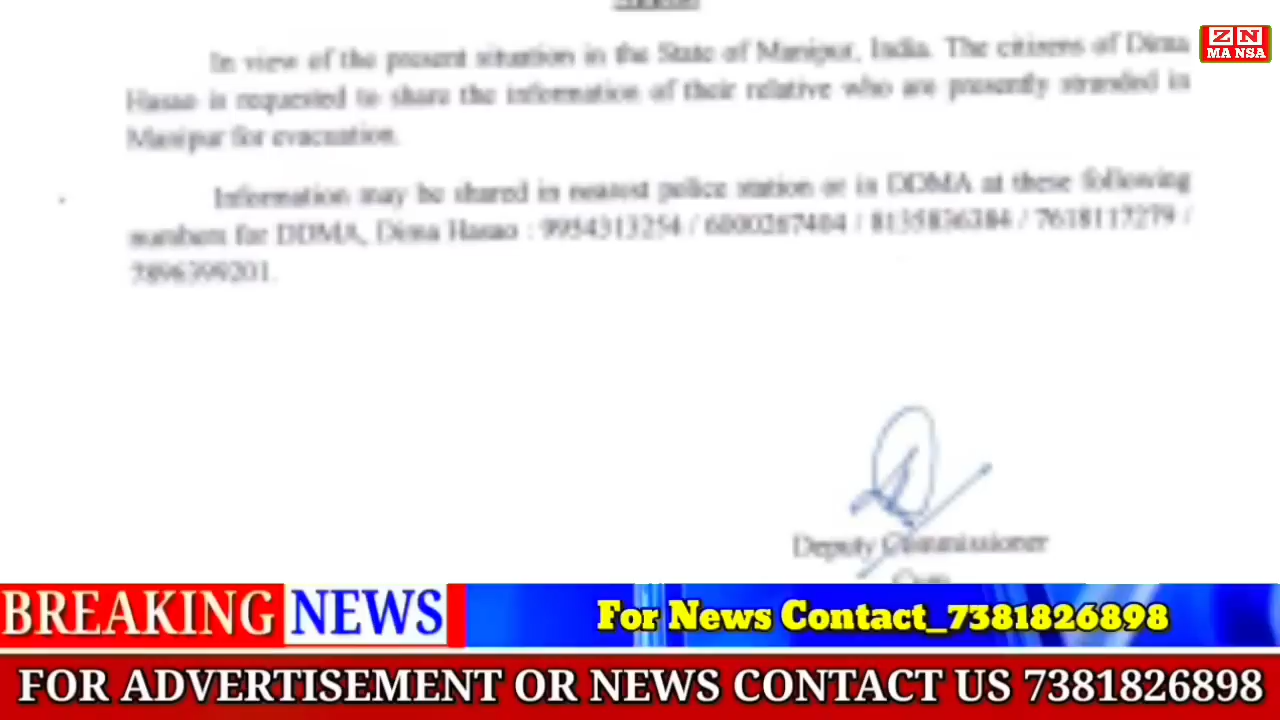 ZN
MANSA
In view of the present situation in the State of Manipur, India. The citizens of Dima
Hasao is requested to share the information of their relative who are presently stranded in
Manipur for evacuation.
Information may be shared in nearest police station or in DDMA at these following
numbers for DDMA, Dima Hasao : 9954313254 / / / 7618117279 /
7896399201.
Deputy Commissioner
BREAKING NEWS
For News Contact_7381826898
FOR ADVERTISEMENT OR NEWS CONTACT US 7381826898